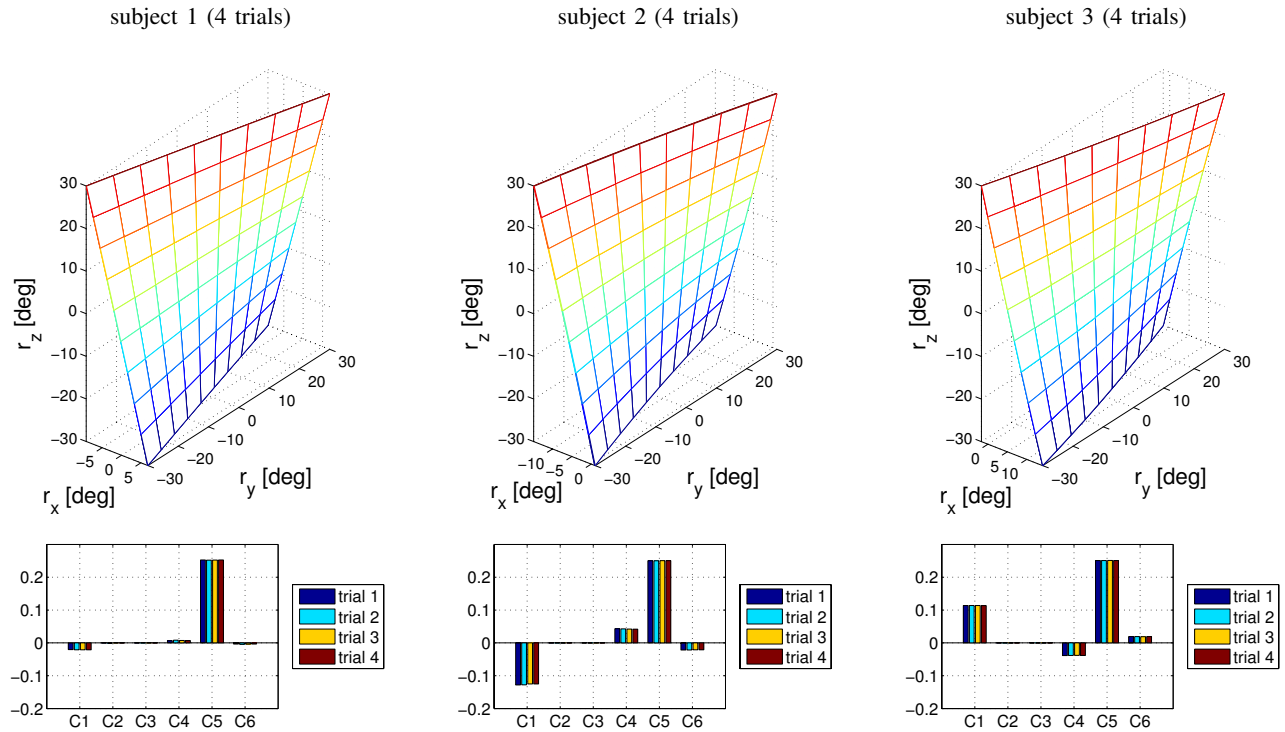 subject 1 (4 trials)
subject 2 (4 trials)
subject 3 (4 trials)
30
20
10
0
−10
−20
−30
r_z [deg]
−5
0
5
r_x [deg]
−30
−20
−10
0
10
20
30
r_y [deg]
30
20
10
0
−10
−20
−30
r_z [deg]
−10
−5
0
r_x [deg]
−30
−20
−10
0
10
20
30
r_y [deg]
30
20
10
0
−10
−20
−30
r_z [deg]
0
5
10
r_x [deg]
−30
−20
−10
0
10
20
30
r_y [deg]
0.2
0.1
0
−0.1
−0.2
C1 C2 C3 C4 C5 C6
trial 1
trial 2
trial 3
trial 4
0.2
0.1
0
−0.1
−0.2
C1 C2 C3 C4 C5 C6
trial 1
trial 2
trial 3
trial 4
0.2
0.1
0
−0.1
−0.2
C1 C2 C3 C4 C5 C6
trial 1
trial 2
trial 3
trial 4